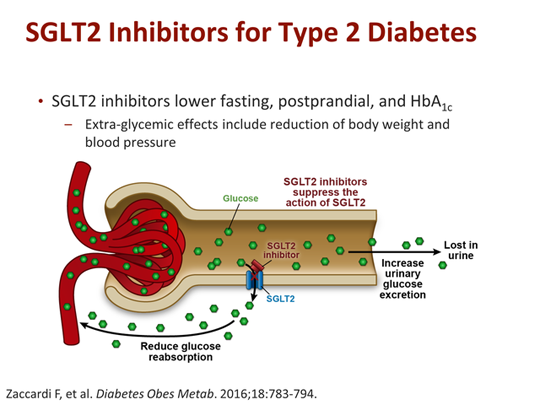 SGLT2 Inhibitors for Type 2 Diabetes
• SGLT2 inhibitors lower fasting, postprandial, and HbA1c
– Extra-glycemic effects include reduction of body weight and
blood pressure
SGLT2 inhibitors
suppress the
action of SGLT2
Glucose
SGLT2
inhibitor
Lost in
urine
Increase
urinary
glucose
excretion
SGLT2
Reduce glucose
reabsorption
Zaccardi F, et al. Diabetes Obes Metab. 2016;18:783-794.